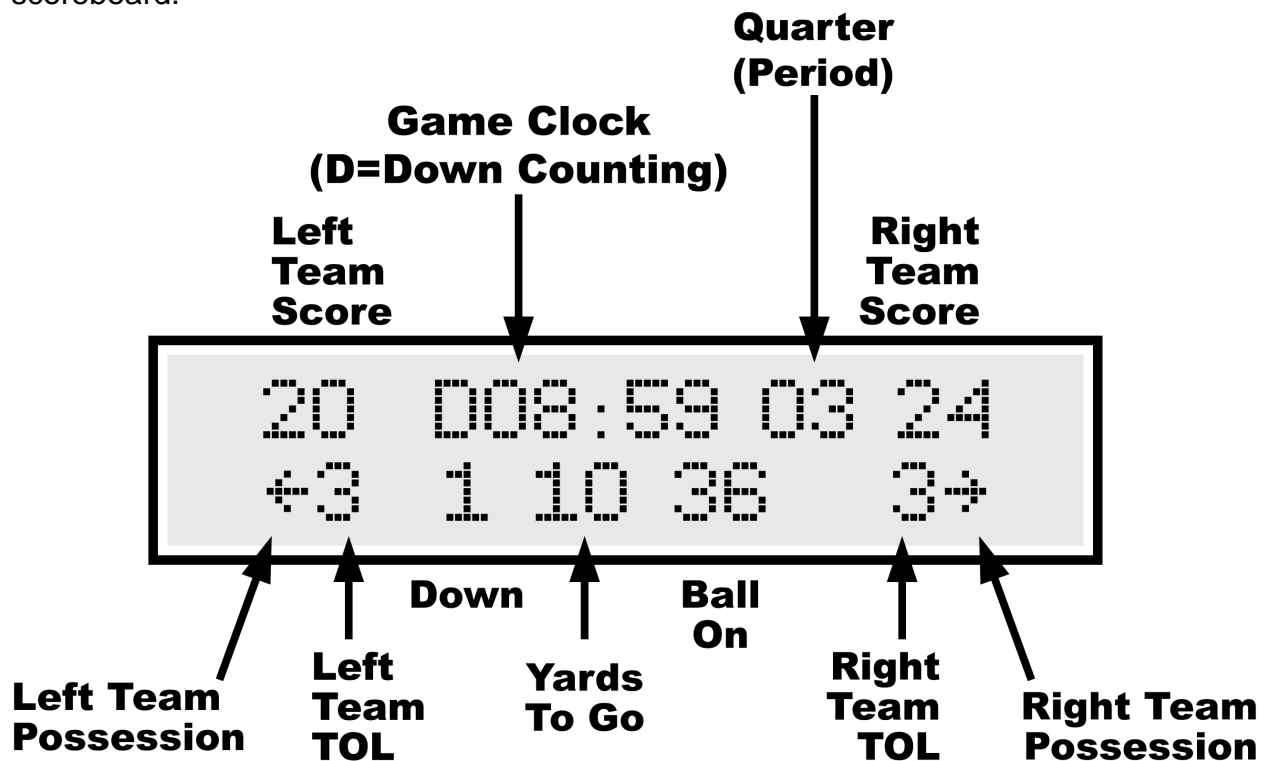 scoreboard.
Quarter
(Period)
Game Clock
(D=Down Counting)
Left
Team
Score
Right
Team
Score
20 D08:59 03 24
←3 1 10 36 3→
Down
Ball
On
Left Team
Possession
Left
Team
TOL
Yards
To Go
Right
Team
TOL
Right Team
Possession